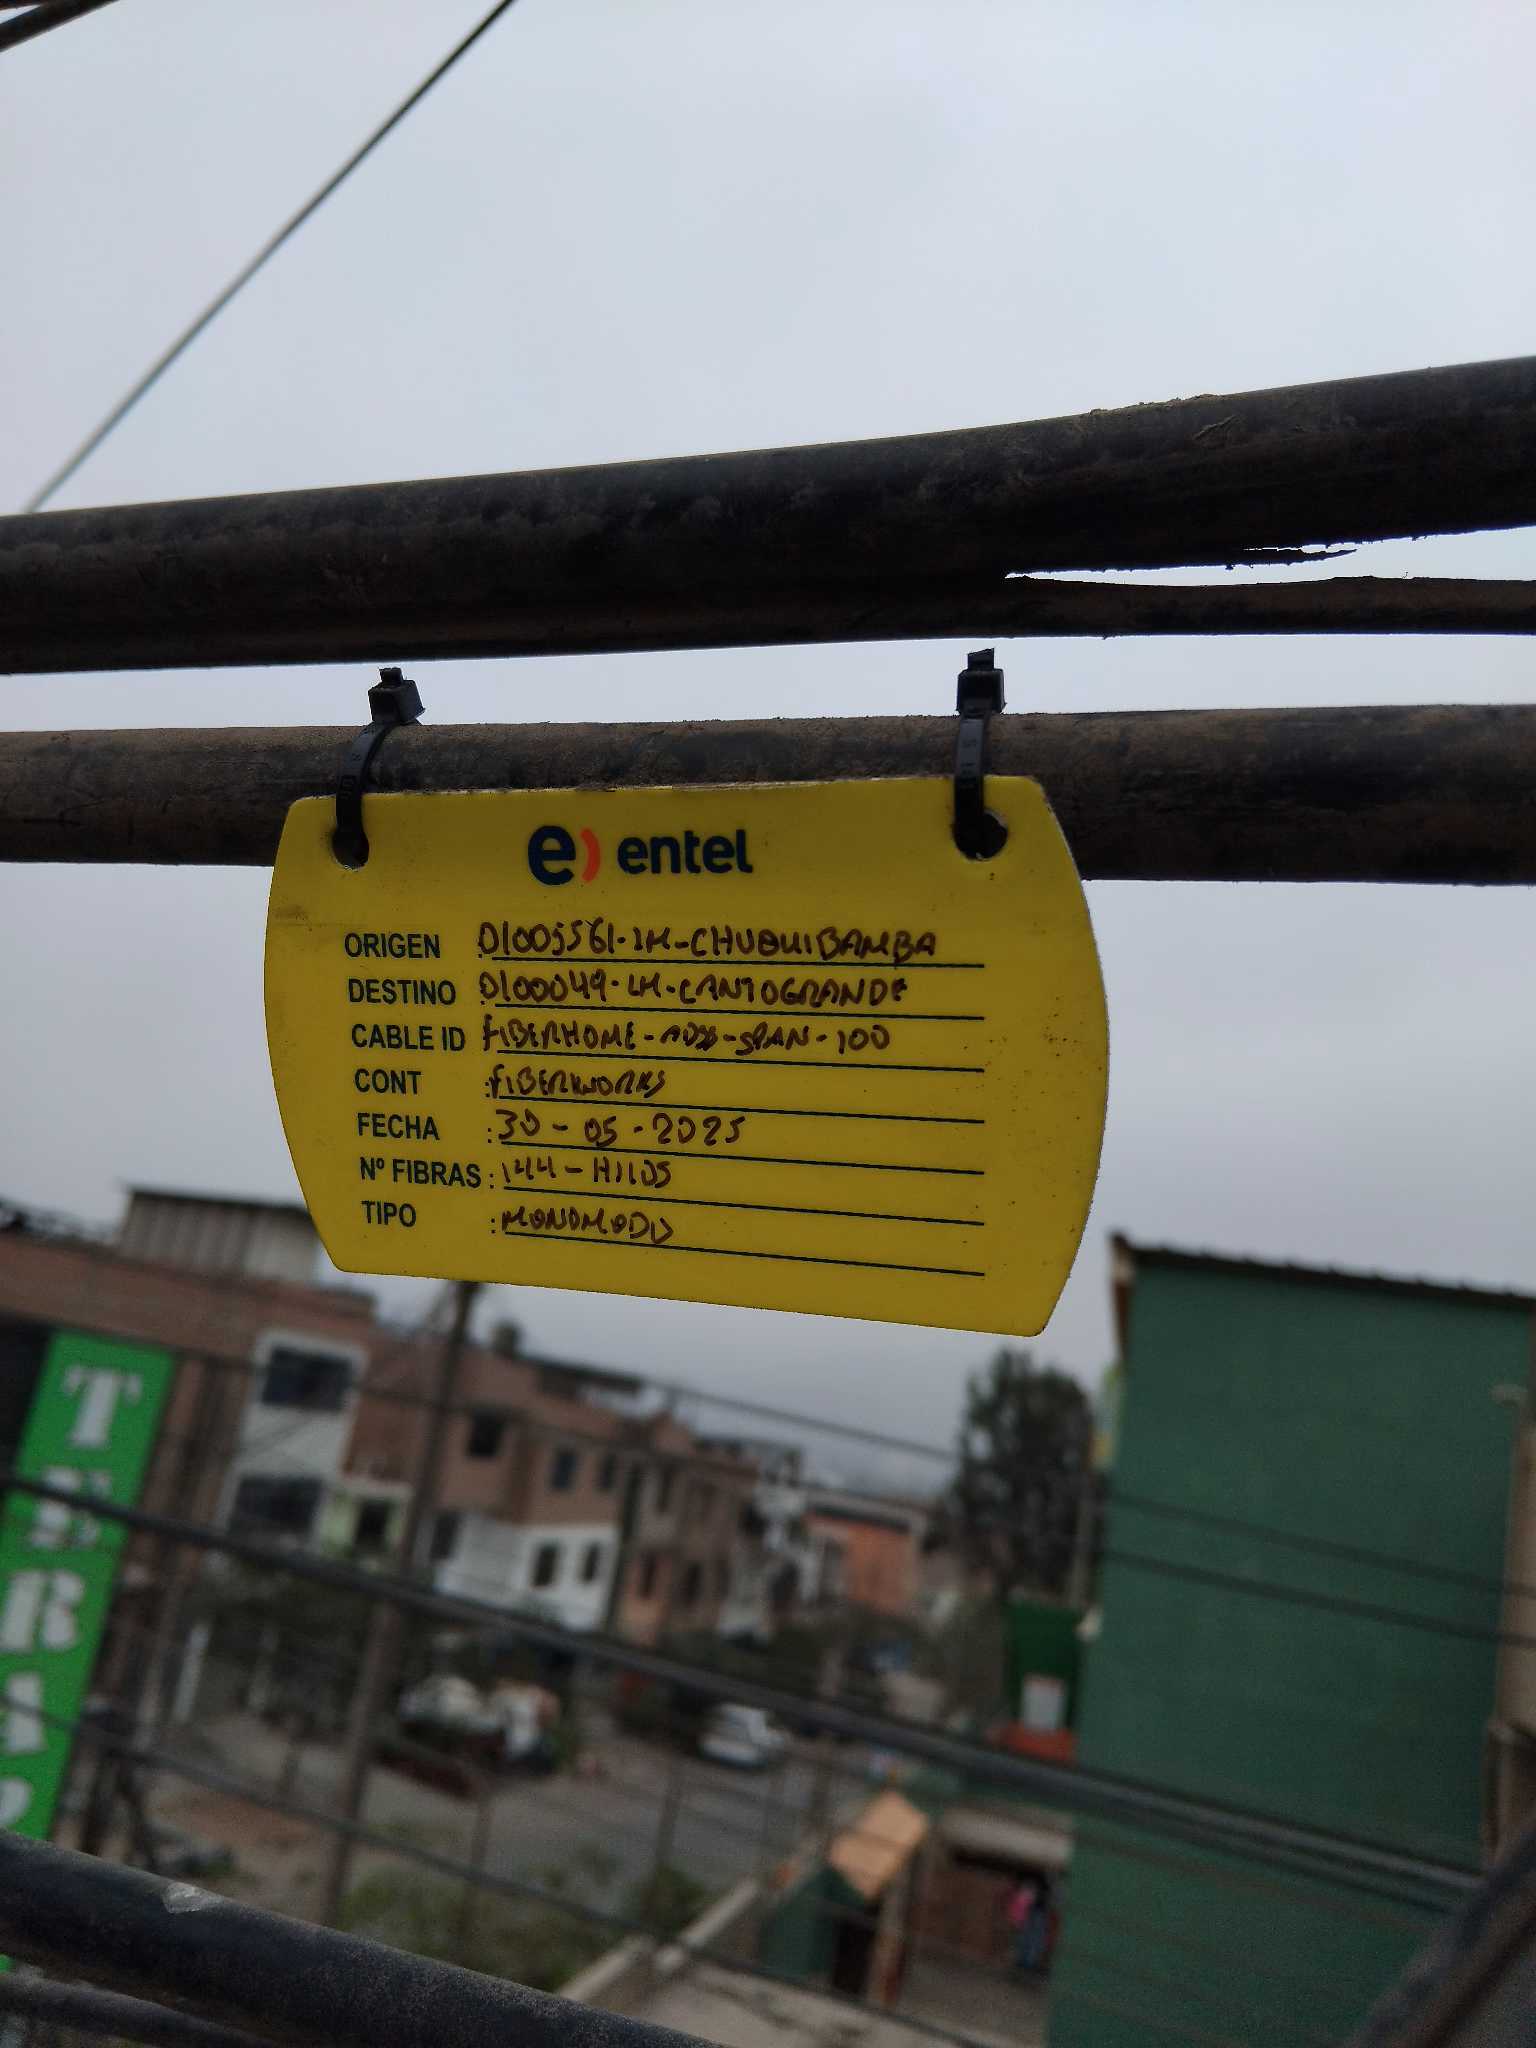 e) entel
ORIGEN : 01005561-LM-CHUQUIBAMBA
DESTINO : 0100049-LM-CANTOGRANDE
CABLE ID FIBERHOME-ADSS-SPAN-100
CONT : FIBERWORKS
FECHA : 30-05-2025
Nº FIBRAS : 144-HILOS
TIPO : MONOMODO
TERAP